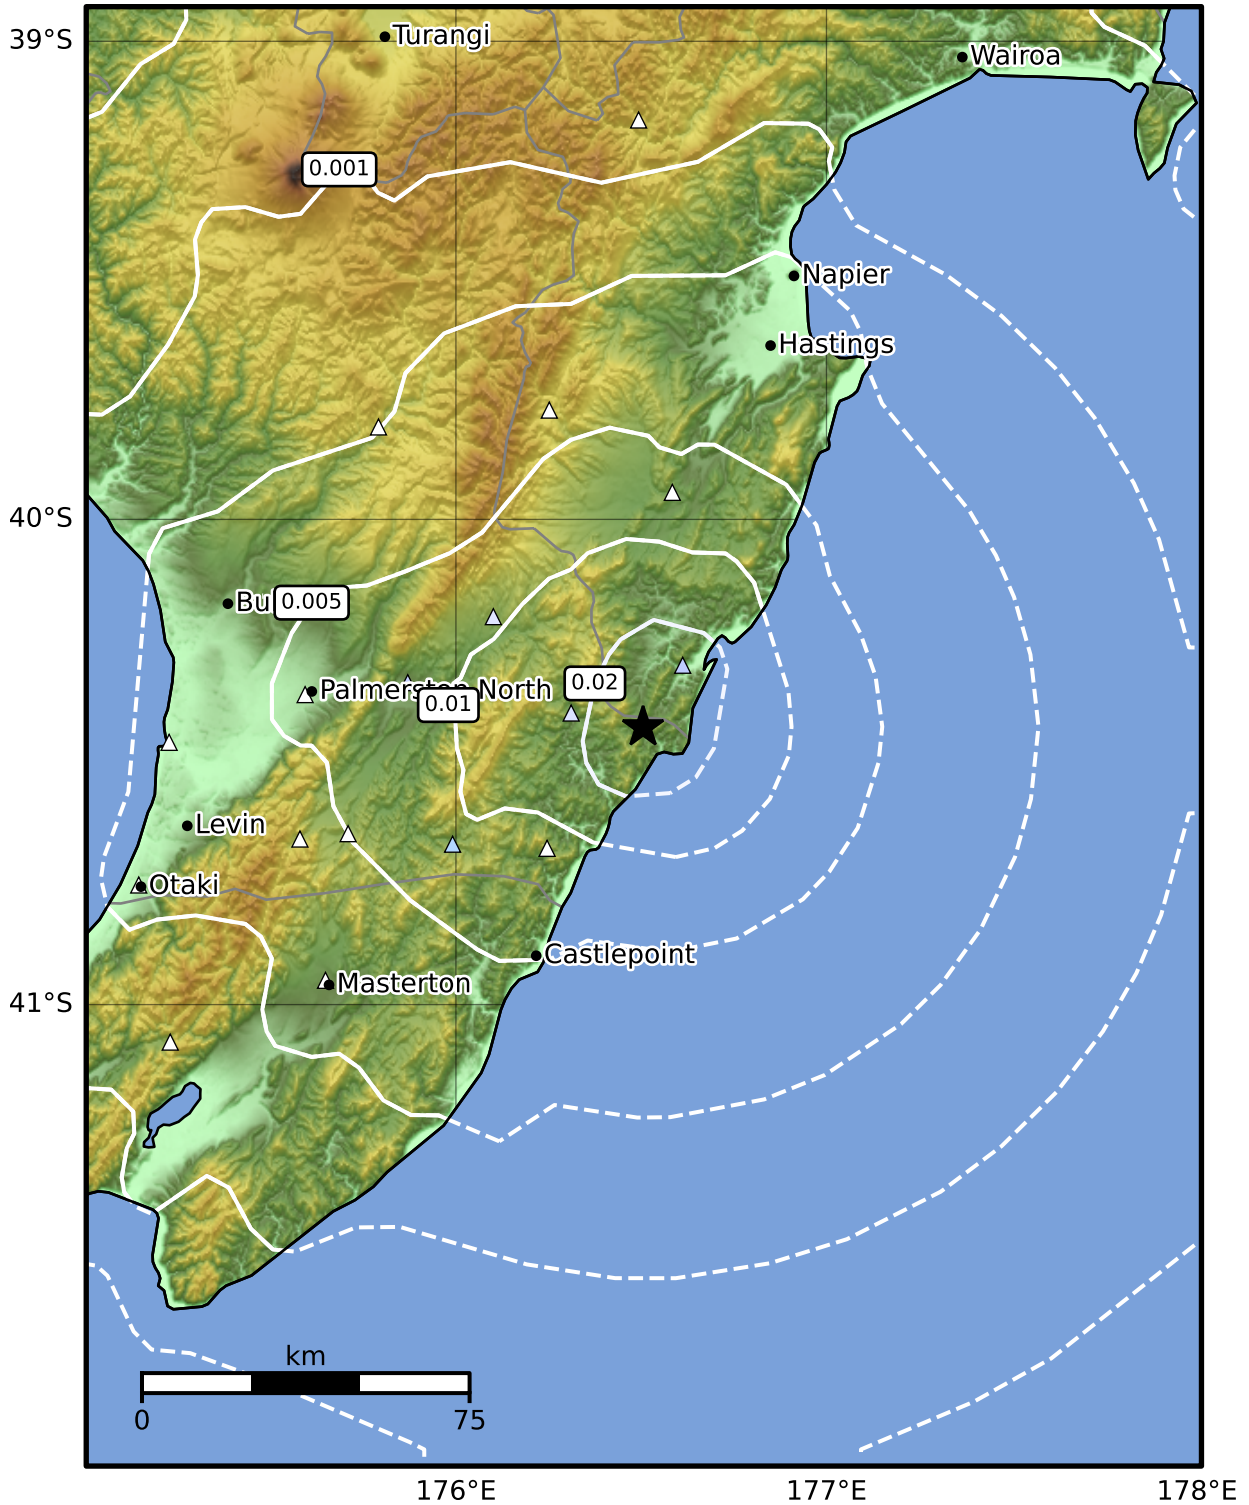 39°S
Turangi
Wairoa
0.001
Napier
Hastings
40°S
Bu
0.005
Palmerston North
0.02
0.01
Levin
Otaki
Castlepoint
Masterton
41°S
km
0 75
176°E 177°E 178°E